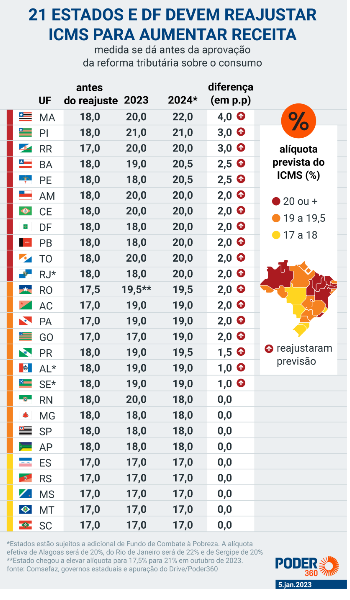 21 ESTADOS E DF DEVEM REAJUSTAR
ICMS PARA AUMENTAR RECEITA
medida se dá antes da aprovação
da reforma tributária sobre o consumo
UF antes do reajuste 2023 2024* diferença (em p.p)
MA 18,0 20,0 22,0 4,0
PI 18,0 21,0 21,0 3,0
RR 17,0 20,0 20,0 3,0
BA 18,0 19,0 20,5 2,5
PE 18,0 18,0 20,5 2,5
AM 18,0 20,0 20,0 2,0
CE 18,0 20,0 20,0 2,0
DF 18,0 18,0 20,0 2,0
PB 18,0 18,0 20,0 2,0
TO 18,0 20,0 20,0 2,0
RJ* 18,0 18,0 20,0 2,0
RO 17,5 19,5** 19,5 2,0
AC 17,0 19,0 19,0 2,0
PA 17,0 19,0 19,0 2,0
GO 17,0 17,0 19,0 2,0
PR 18,0 19,0 19,5 1,5
AL* 18,0 19,0 19,0 1,0
SE* 18,0 19,0 19,0 1,0
RN 18,0 20,0 18,0 0,0
MG 18,0 18,0 18,0 0,0
SP 18,0 18,0 18,0 0,0
AP 18,0 18,0 18,0 0,0
ES 17,0 17,0 17,0 0,0
RS 17,0 17,0 17,0 0,0
MS 17,0 17,0 17,0 0,0
MT 17,0 17,0 17,0 0,0
SC 17,0 17,0 17,0 0,0
%
alíquota
prevista do
ICMS (%)
20 ou +
19 a 19,5
17 a 18
reajustaram
previsão
*Estados estão sujeitos a adicional de Fundo de Combate à Pobreza. A alíquota
efetiva de Alagoas será de 20%, do Rio de Janeiro será de 22% e de Sergipe de 20%
**Estado chegou a elevar alíquota para 17,5% para 21% em outubro de 2023.
fonte: Comsefaz, governos estaduais e apuração do Drive/Poder360
PODER
360
5.jan.2023